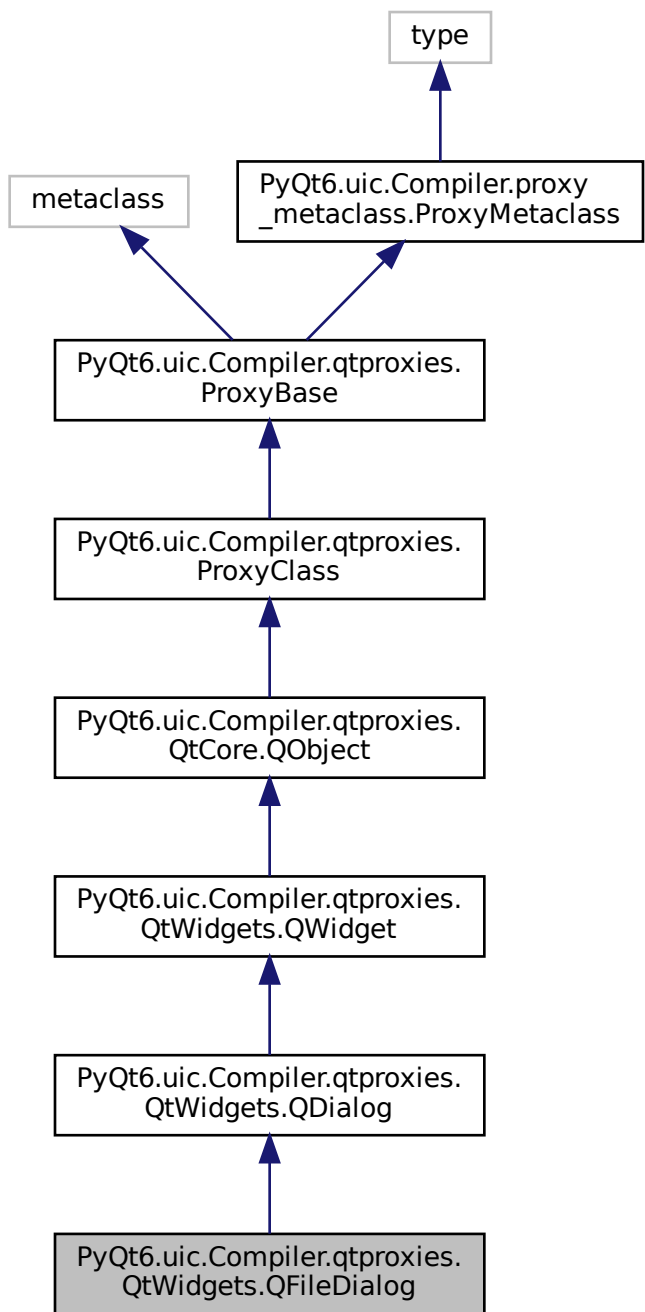 type
metaclass
PyQt6.uic.Compiler.proxy
_metaclass.ProxyMetaclass
PyQt6.uic.Compiler.qtproxies.
ProxyBase
PyQt6.uic.Compiler.qtproxies.
ProxyClass
PyQt6.uic.Compiler.qtproxies.
QtCore.QObject
PyQt6.uic.Compiler.qtproxies.
QtWidgets.QWidget
PyQt6.uic.Compiler.qtproxies.
QtWidgets.QDialog
PyQt6.uic.Compiler.qtproxies.
QtWidgets.QFileDialog